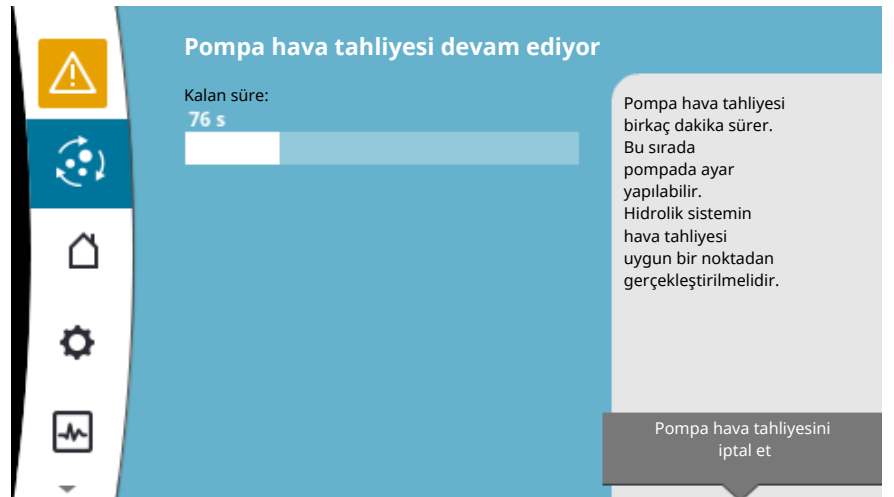 Pompa hava tahliyesi devam ediyor
Kalan süre:
76 s
Pompa hava tahliyesi
birkaç dakika sürer.
Bu sırada
pompada ayar
yapılabilir.
Hidrolik sistemin
hava tahliyesi
uygun bir noktadan
gerçekleştirilmelidir.
Pompa hava tahliyesini
iptal et